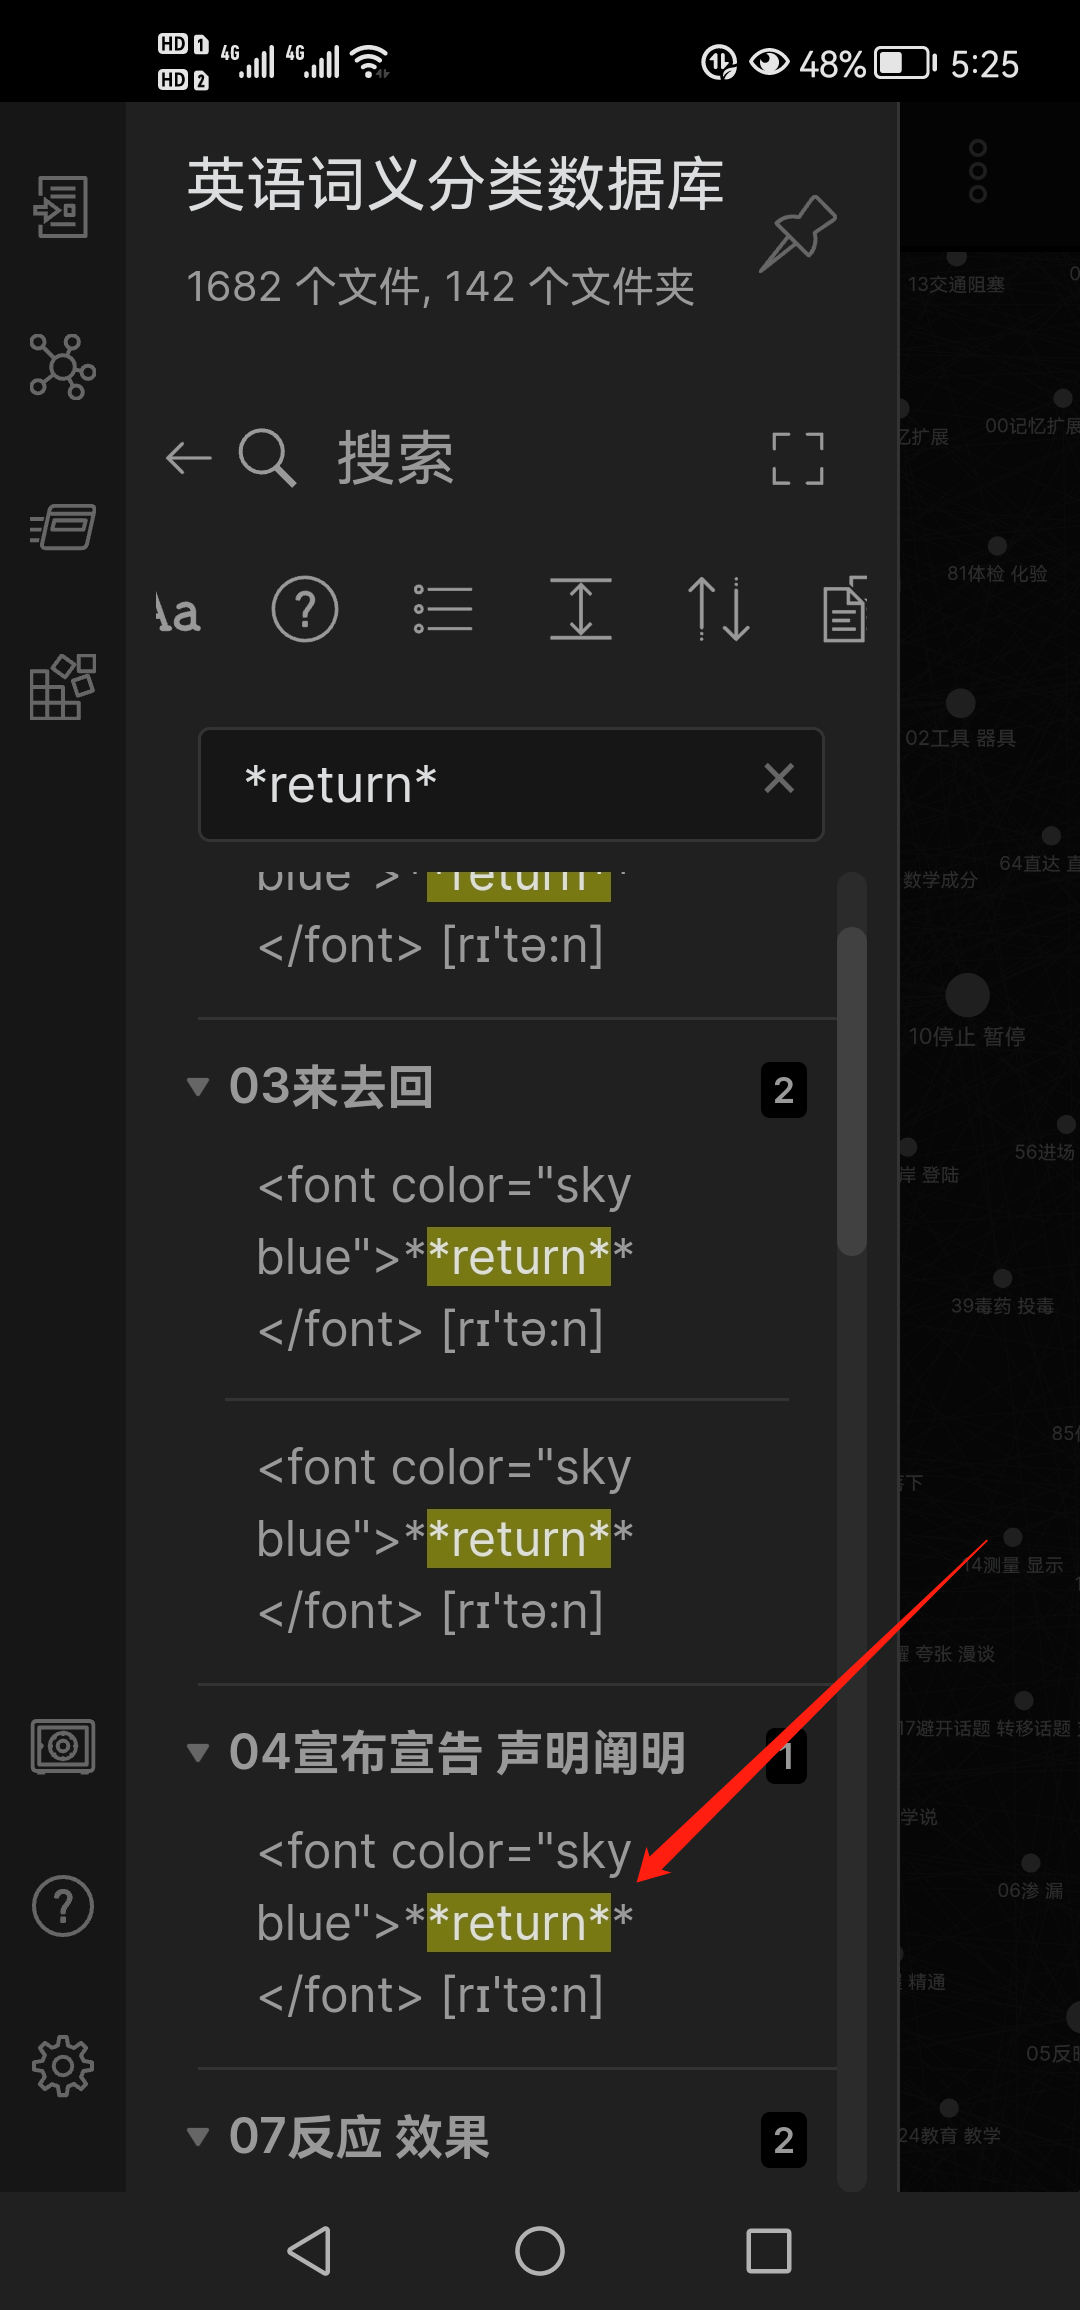 HD 1 4G 4G
HD 2
48% 5:25
英语词义分类数据库
1682 个文件, 142 个文件夹
搜索
Aa
*return*
blue">**return**
</font> [rɪ'tə:n]
03来去回 2
<font color="sky
blue">**return**
</font> [rɪ'tə:n]
<font color="sky
blue">**return**
</font> [rɪ'tə:n]
04宣布宣告 声明阐明 1
<font color="sky
blue">**return**
</font> [rɪ'tə:n]
07反应 效果 2
13交通阻塞
忆扩展
00记忆扩展
81体检 化验
02工具 器具
64直达
数学成分
10停止 暂停
56进场
岸 登陆
39毒药 投毒
85
下
14测量 显示
夸张 漫谈
17避开话题 转移话题
学说
06渗 漏
精通
05反
24教育 教学